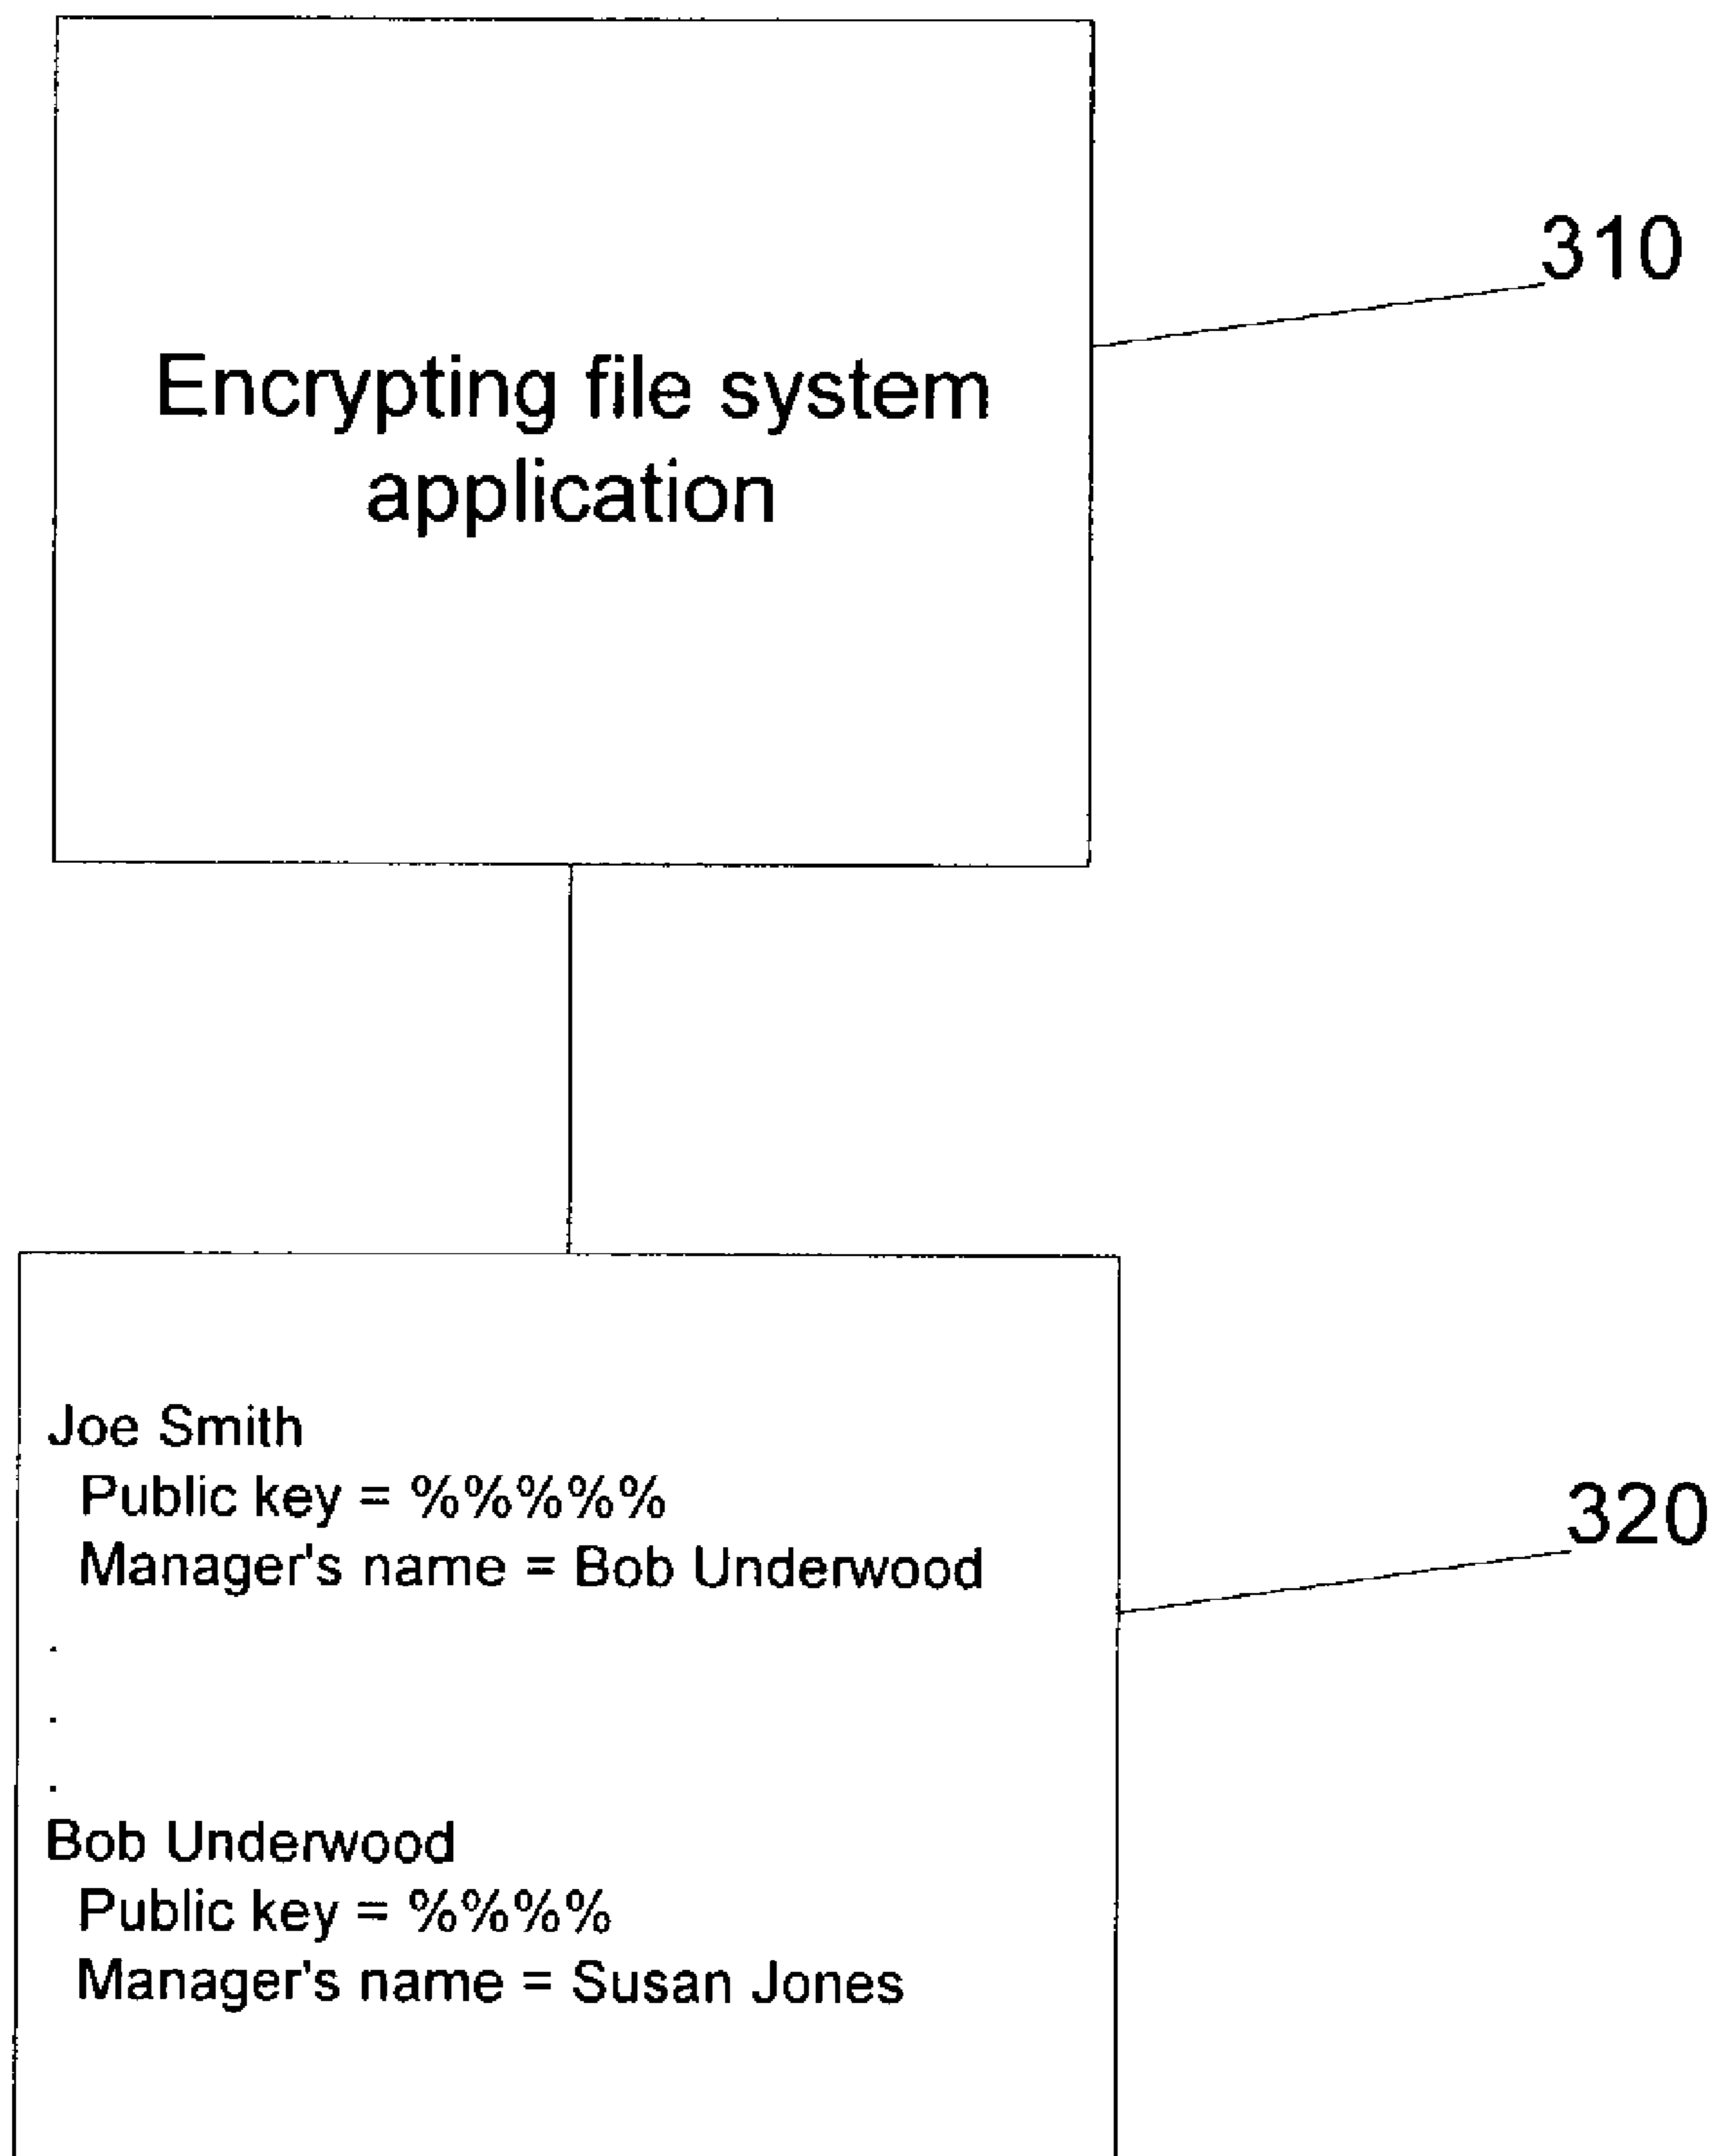 310
Encrypting file system
application
Joe Smith
Public key = %%%%%
Manager's name = Bob Underwood
320
.
.
.
Bob Underwood
Public key = %%%%
Manager's name = Susan Jones